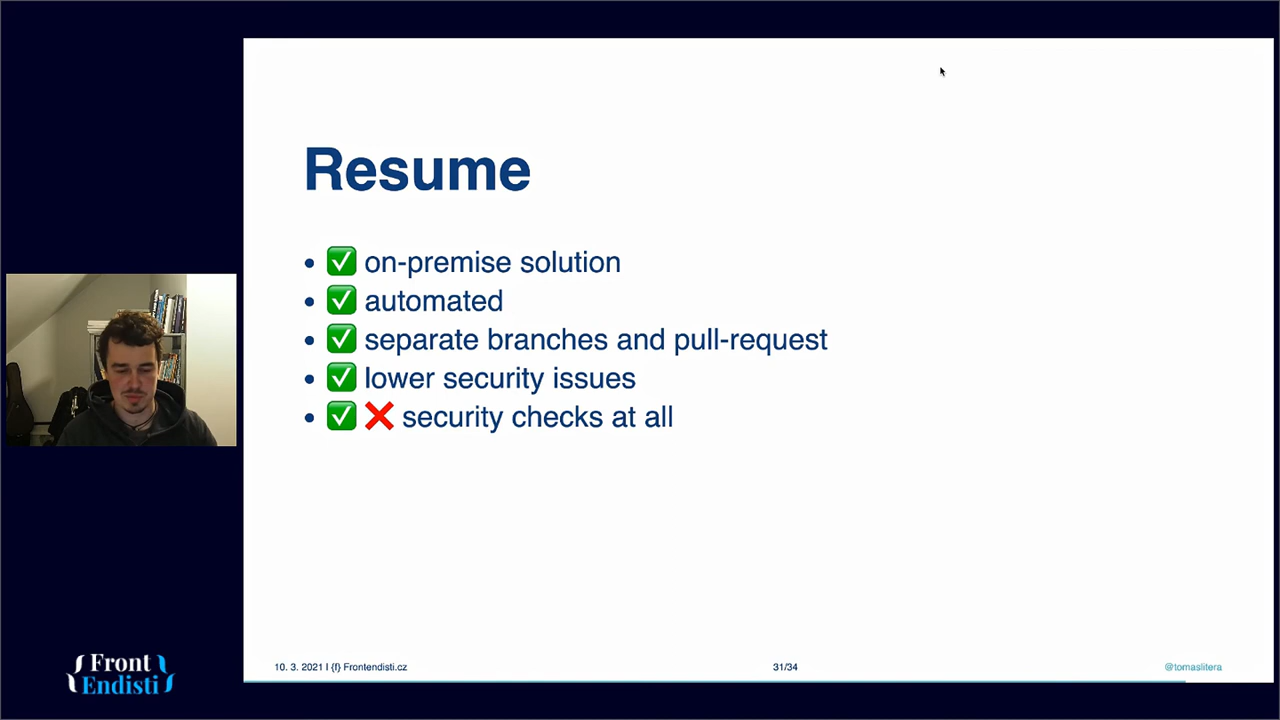 Resume
• ✅ on-premise solution
• ✅ automated
• ✅ separate branches and pull-request
• ✅ lower security issues
• ✅ ❌ security checks at all
10. 3. 2021 | {f} Frontendisti.cz
31/34
@tomaslitera
{Front
Endisti}